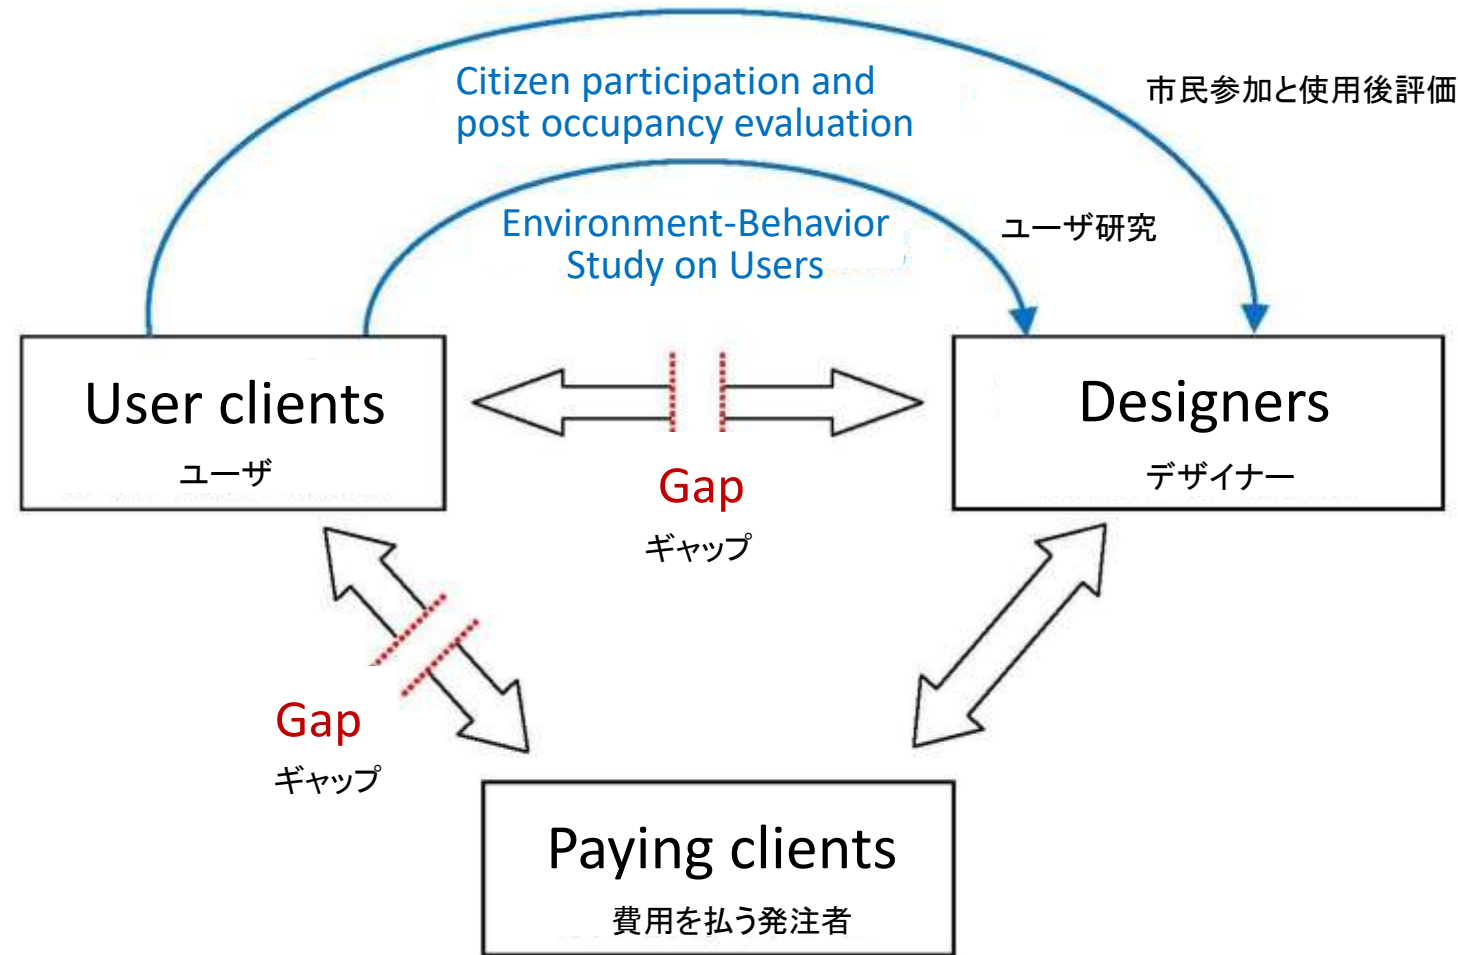 Citizen participation and
post occupancy evaluation
市民参加と使用後評価
Environment-Behavior
Study on Users
ユーザ研究
User clients
ユーザ
Designers
デザイナー
Gap
ギャップ
Gap
ギャップ
Paying clients
費用を払う発注者